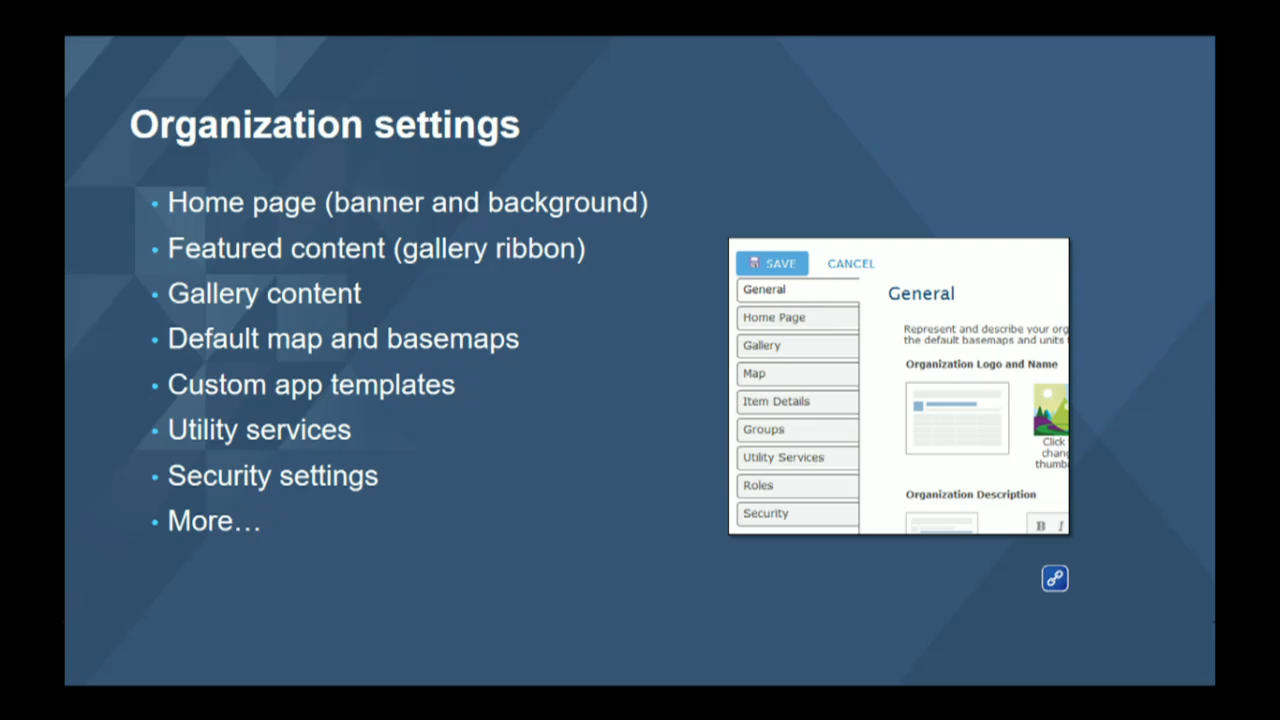 Organization settings
Home page (banner and background)
Featured content (gallery ribbon)
Gallery content
Default map and basemaps
Custom app templates
Utility services
Security settings
More…
SAVE CANCEL
General
Home Page
Gallery
Map
Item Details
Groups
Utility Services
Roles
Security
General
Represent and describe your org
the default basemaps and units
Organization Logo and Name
Click
chang
thumb
Organization Description
B I